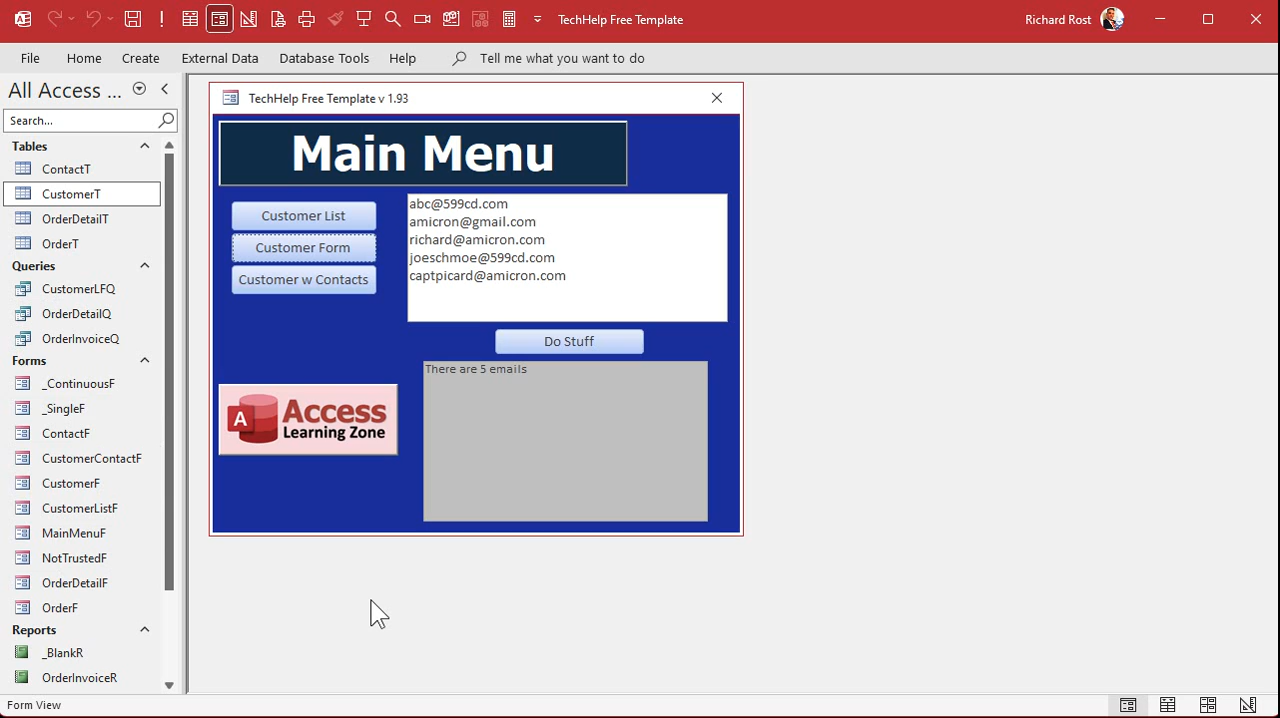 TechHelp Free Template
Richard Rost
File
Home
Create
External Data
Database Tools
Help
Tell me what you want to do
All Access ...
Search...
Tables
ContactT
CustomerT
OrderDetailT
OrderT
Queries
CustomerLFQ
OrderDetailQ
OrderInvoiceQ
Forms
_ContinuousF
_SingleF
ContactF
CustomerContactF
CustomerF
CustomerListF
MainMenuF
NotTrustedF
OrderDetailF
OrderF
Reports
_BlankR
OrderInvoiceR
TechHelp Free Template v 1.93
Main Menu
Customer List
Customer Form
Customer w Contacts
abc@599cd.com
amicron@gmail.com
richard@amicron.com
joeschmoe@599cd.com
captpicard@amicron.com
Do Stuff
There are 5 emails
A Access
Learning Zone
Form View